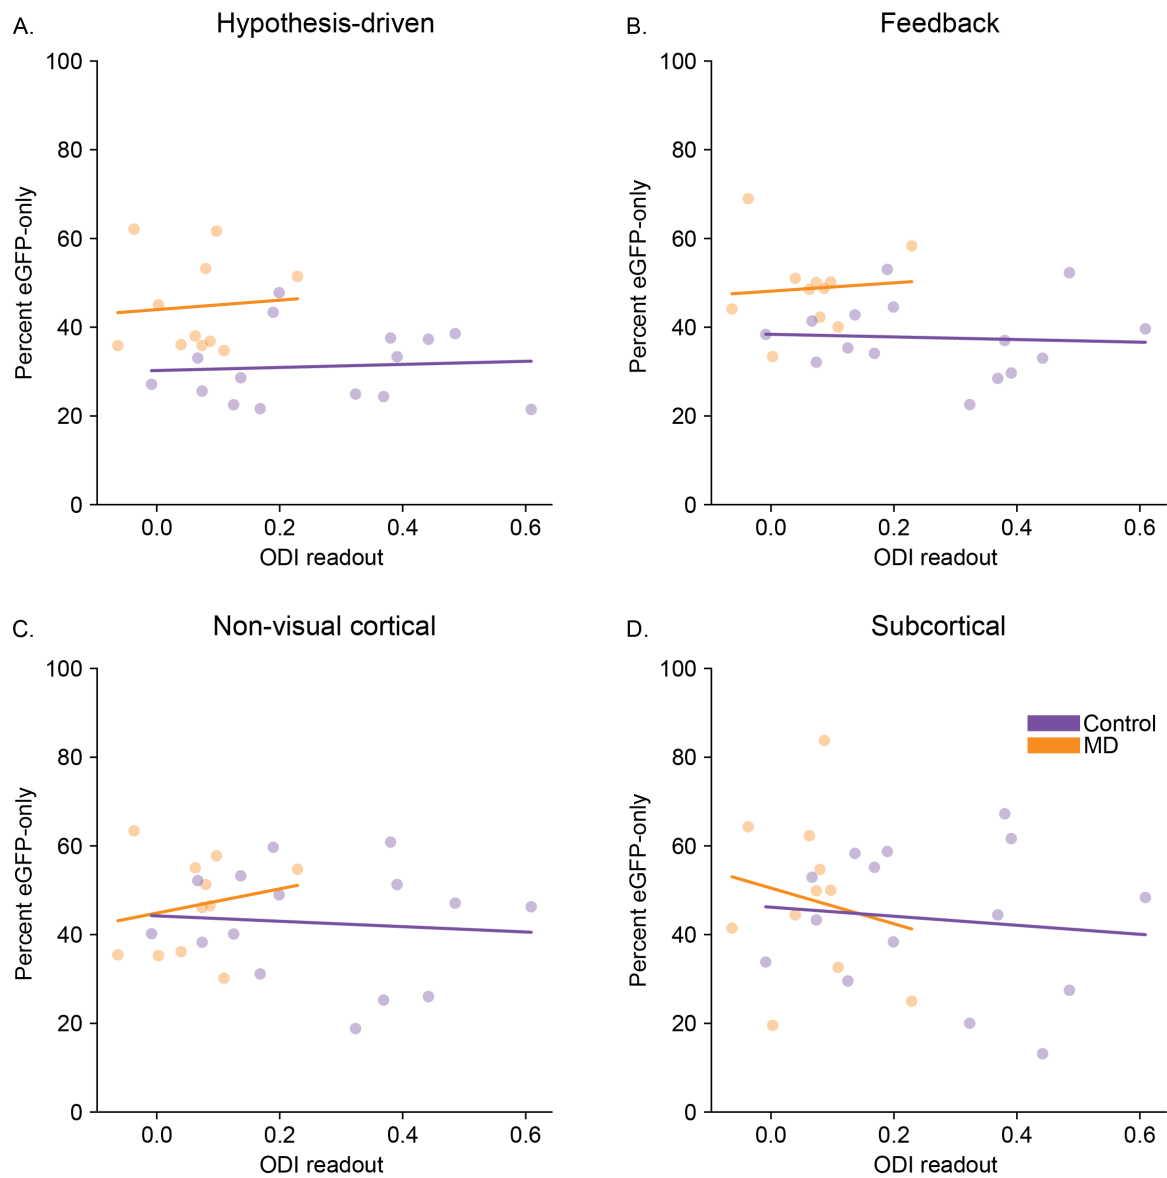 A.
Hypothesis-driven
100
80
60
40
20
0
Percent eGFP-only
0.0 0.2 0.4 0.6
ODI readout
B.
Feedback
100
80
60
40
20
0
Percent eGFP-only
0.0 0.2 0.4 0.6
ODI readout
C.
Non-visual cortical
100
80
60
40
20
0
Percent eGFP-only
0.0 0.2 0.4 0.6
ODI readout
D.
Subcortical
100
80
60
40
20
0
Percent eGFP-only
Control
MD
0.0 0.2 0.4 0.6
ODI readout